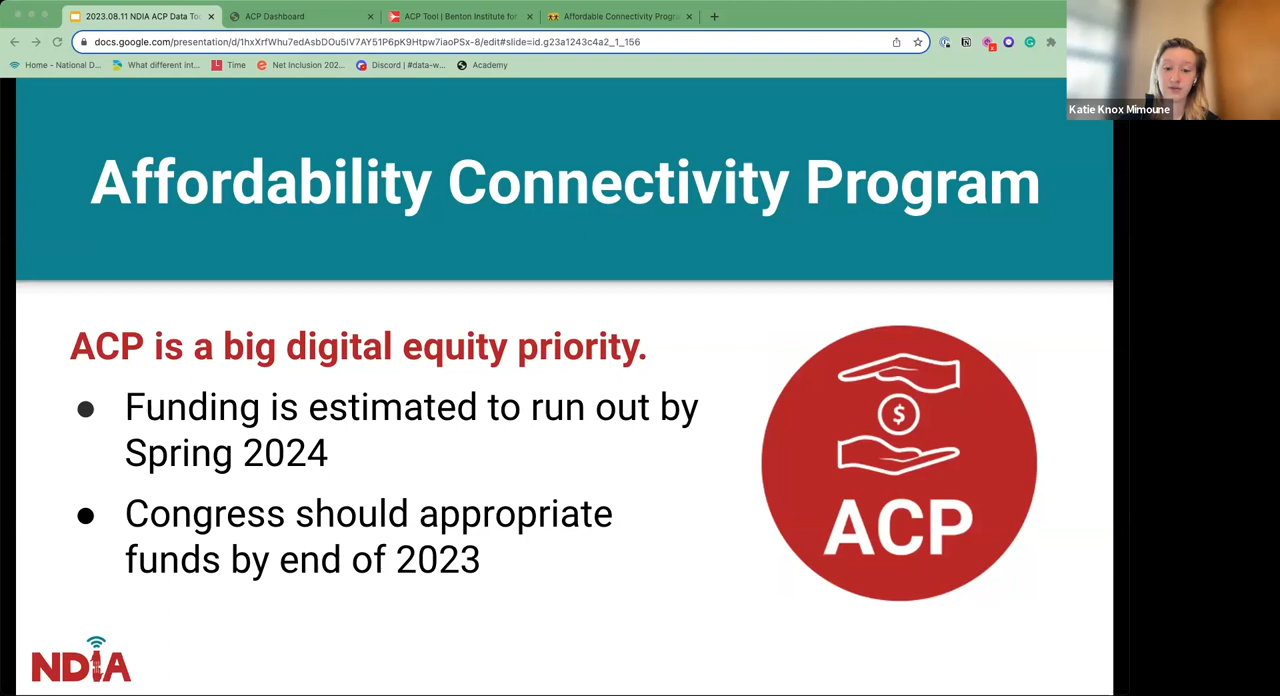 2023.08.11 NDIA ACP Data Too
ACP Dashboard
ACP Tool | Benton Institute for
Affordable Connectivity Progra
docs.google.com/presentation/d/1hxXrfWhu7edAsbDOu5lV7AY51P6pK9Htpw7iaoPSx-8/edit#slide=id.g23a1243c4a2_1_156
Home - National D...
What different int...
Time
Net Inclusion 202...
Discord | #data-w...
Academy
Katie Knox Mimoune
Affordability Connectivity Program
ACP is a big digital equity priority.
● Funding is estimated to run out by
Spring 2024
● Congress should appropriate
funds by end of 2023
$
ACP
NDIA